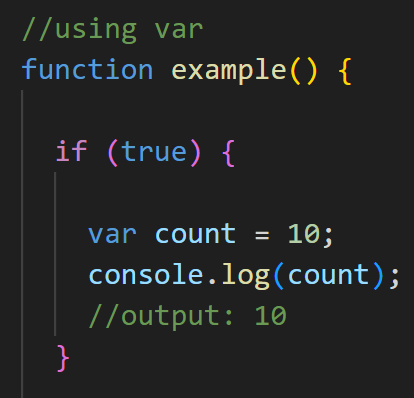 //using var
function example() {
if (true) {
var count = 10;
console.log(count);
//output: 10
}